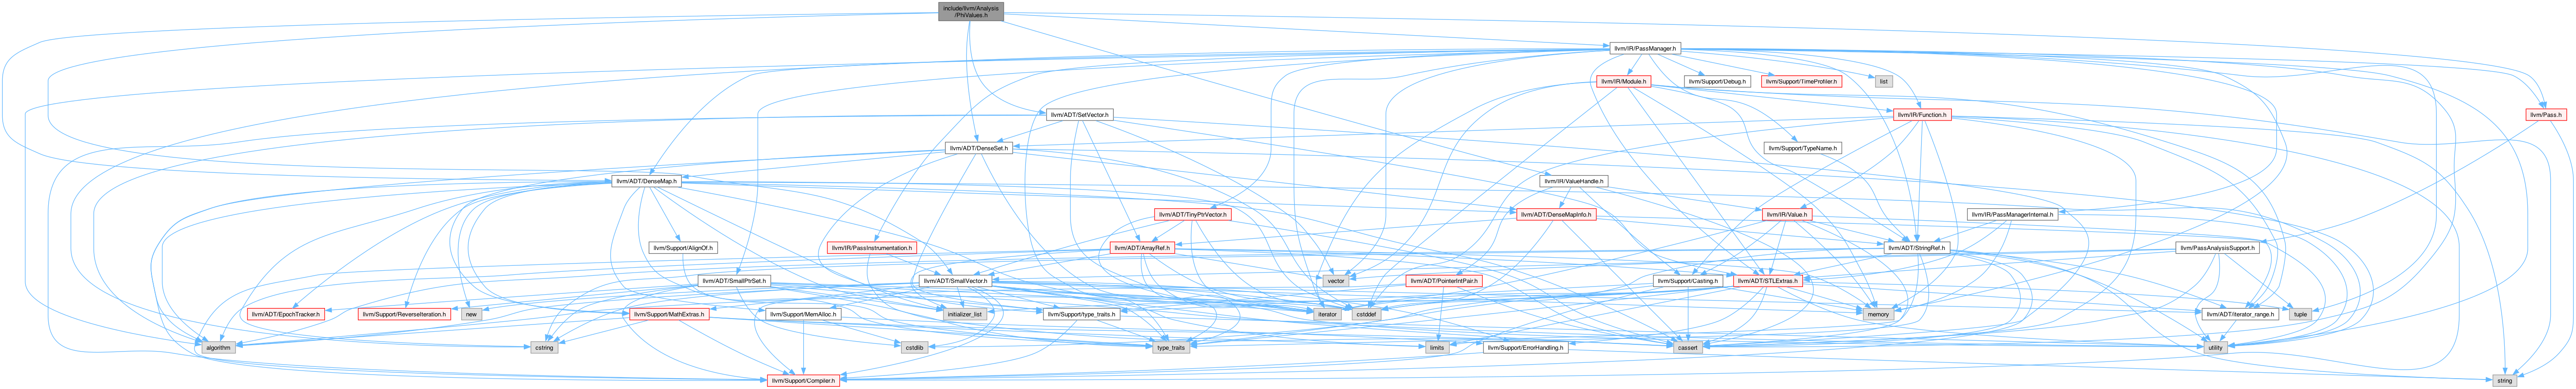 include/llvm/Analysis
/PhiValues.h
llvm/IR/PassManager.h
llvm/IR/Module.h
llvm/Support/Debug.h
llvm/Support/TimeProfiler.h
list
llvm/ADT/SetVector.h
llvm/IR/Function.h
llvm/Pass.h
llvm/ADT/DenseSet.h
llvm/Support/TypeName.h
llvm/ADT/DenseMap.h
llvm/IR/ValueHandle.h
llvm/ADT/TinyPtrVector.h
llvm/ADT/DenseMapInfo.h
llvm/IR/Value.h
llvm/IR/PassManagerInternal.h
llvm/Support/AlignOf.h
llvm/IR/PassInstrumentation.h
llvm/ADT/ArrayRef.h
llvm/ADT/StringRef.h
llvm/PassAnalysisSupport.h
llvm/ADT/SmallPtrSet.h
llvm/ADT/SmallVector.h
vector
llvm/ADT/PointerIntPair.h
llvm/Support/Casting.h
llvm/ADT/STLExtras.h
llvm/ADT/EpochTracker.h
llvm/Support/ReverseIteration.h
new
llvm/Support/MathExtras.h
llvm/Support/MemAlloc.h
initializer_list
llvm/Support/type_traits.h
iterator
cstddef
memory
llvm/ADT/iterator_range.h
tuple
algorithm
cstring
cstdlib
type_traits
limits
llvm/Support/ErrorHandling.h
cassert
utility
llvm/Support/Compiler.h
string